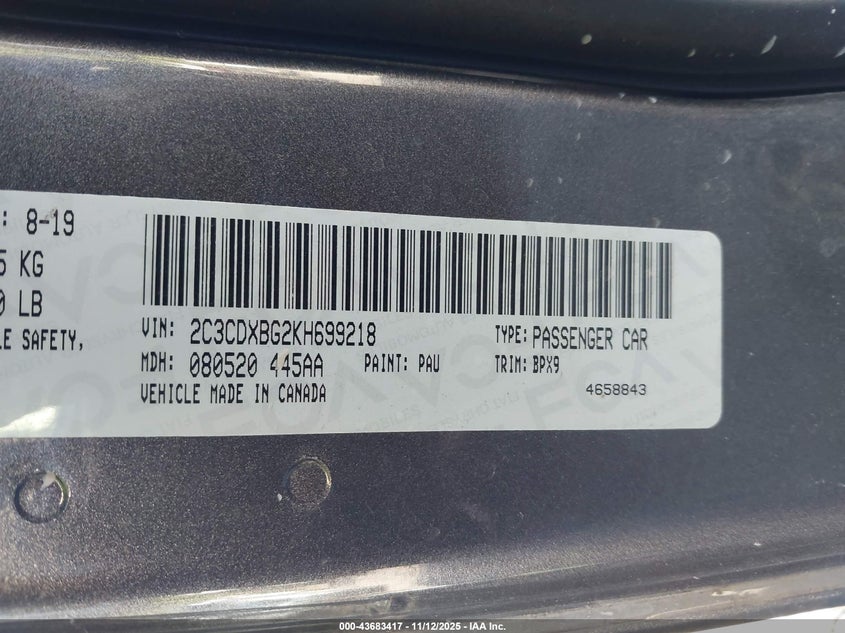 : 8-19
5 KG
0 LB
LE SAFETY,
VIN: 2C3CDXBG2KH699218
TYPE: PASSENGER CAR
MDH: 080520 445AA
PAINT: PAU
TRIM: BPX9
VEHICLE MADE IN CANADA
4658843
000-43683417 - 11/12/2025 - IAA Inc.